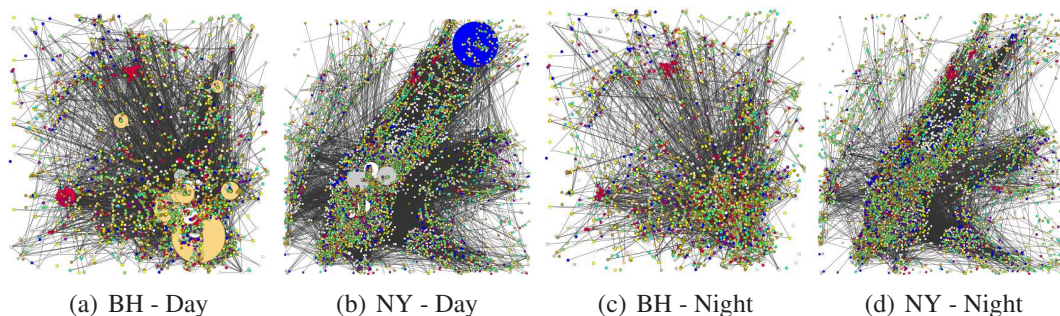 (a) BH - Day
(b) NY - Day
(c) BH - Night
(d) NY - Night